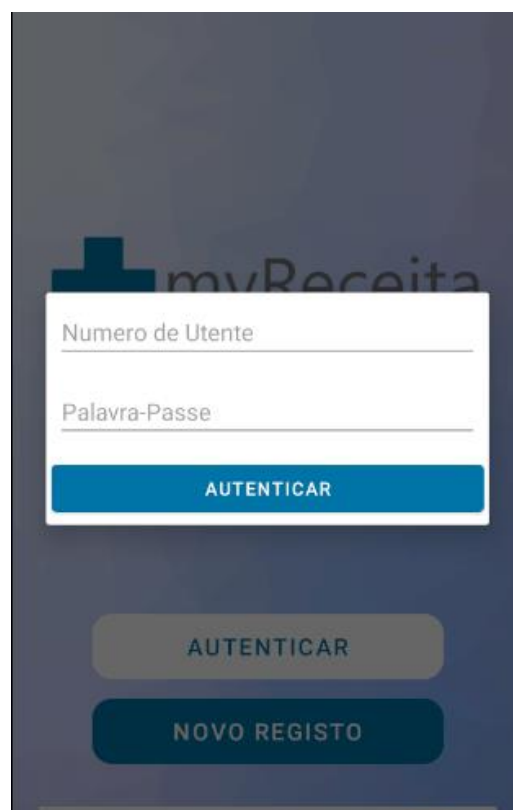 myReceita
Numero de Utente
Palavra-Passe
AUTENTICAR
AUTENTICAR
NOVO REGISTO